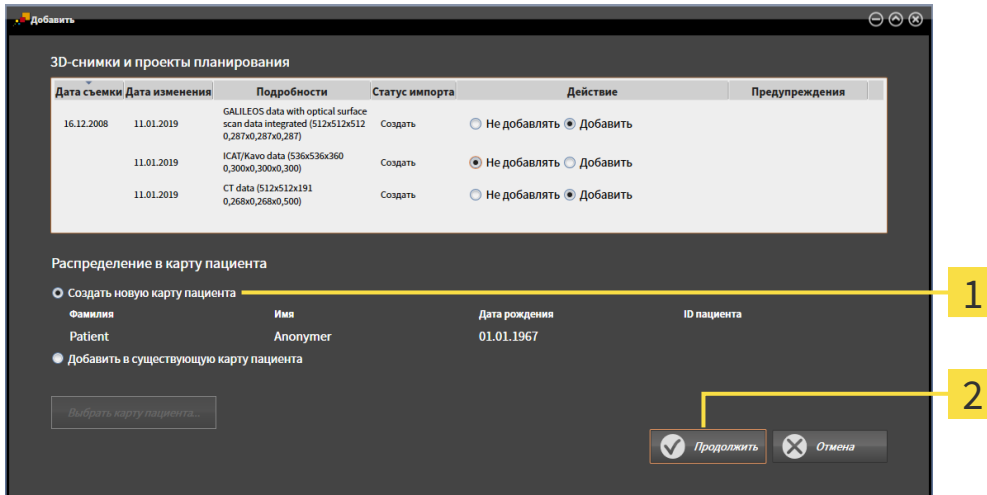 Добавить
3D-снимки и проекты планирования
Дата съемки Дата изменения Подробности Статус импорта Действие Предупреждения
GALILEOS data with optical surface
16.12.2008 11.01.2019 scan data integrated (512x512x512 Создать Не добавлять Добавить
0,287x0,287x0,287)
11.01.2019 ICAT/Kavo data (536x536x360 Создать Не добавлять Добавить
0,300x0,300x0,300)
11.01.2019 CT data (512x512x191 Создать Не добавлять Добавить
0,268x0,268x0,500)
Распределение в карту пациента
Создать новую карту пациента 1
Фамилия Имя Дата рождения ID пациента
Patient Anonymer 01.01.1967
Добавить в существующую карту пациента
2
Выбрать карту пациента...
Продолжить Отмена